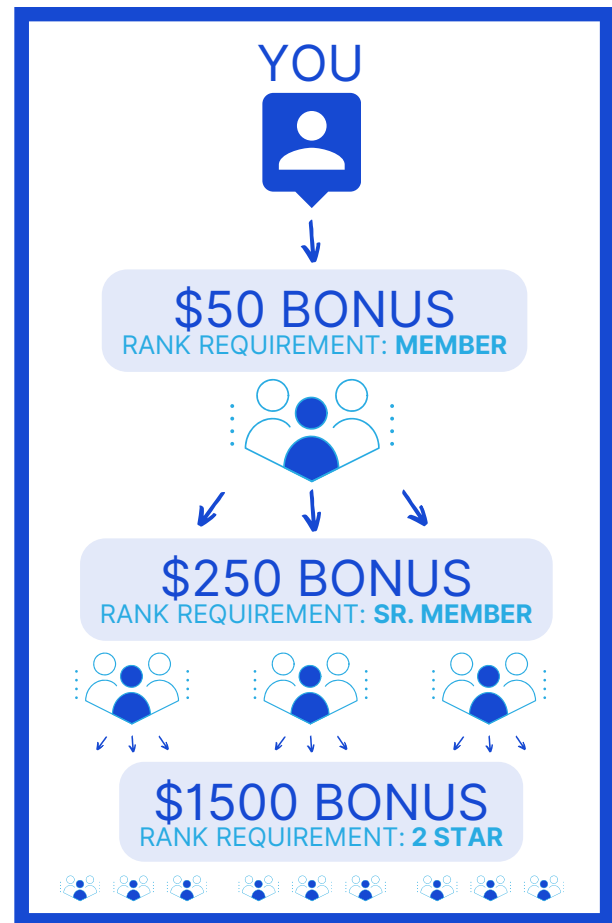 YOU
$50 BONUS
RANK REQUIREMENT: MEMBER
$250 BONUS
RANK REQUIREMENT: SR. MEMBER
$1500 BONUS
RANK REQUIREMENT: 2 STAR